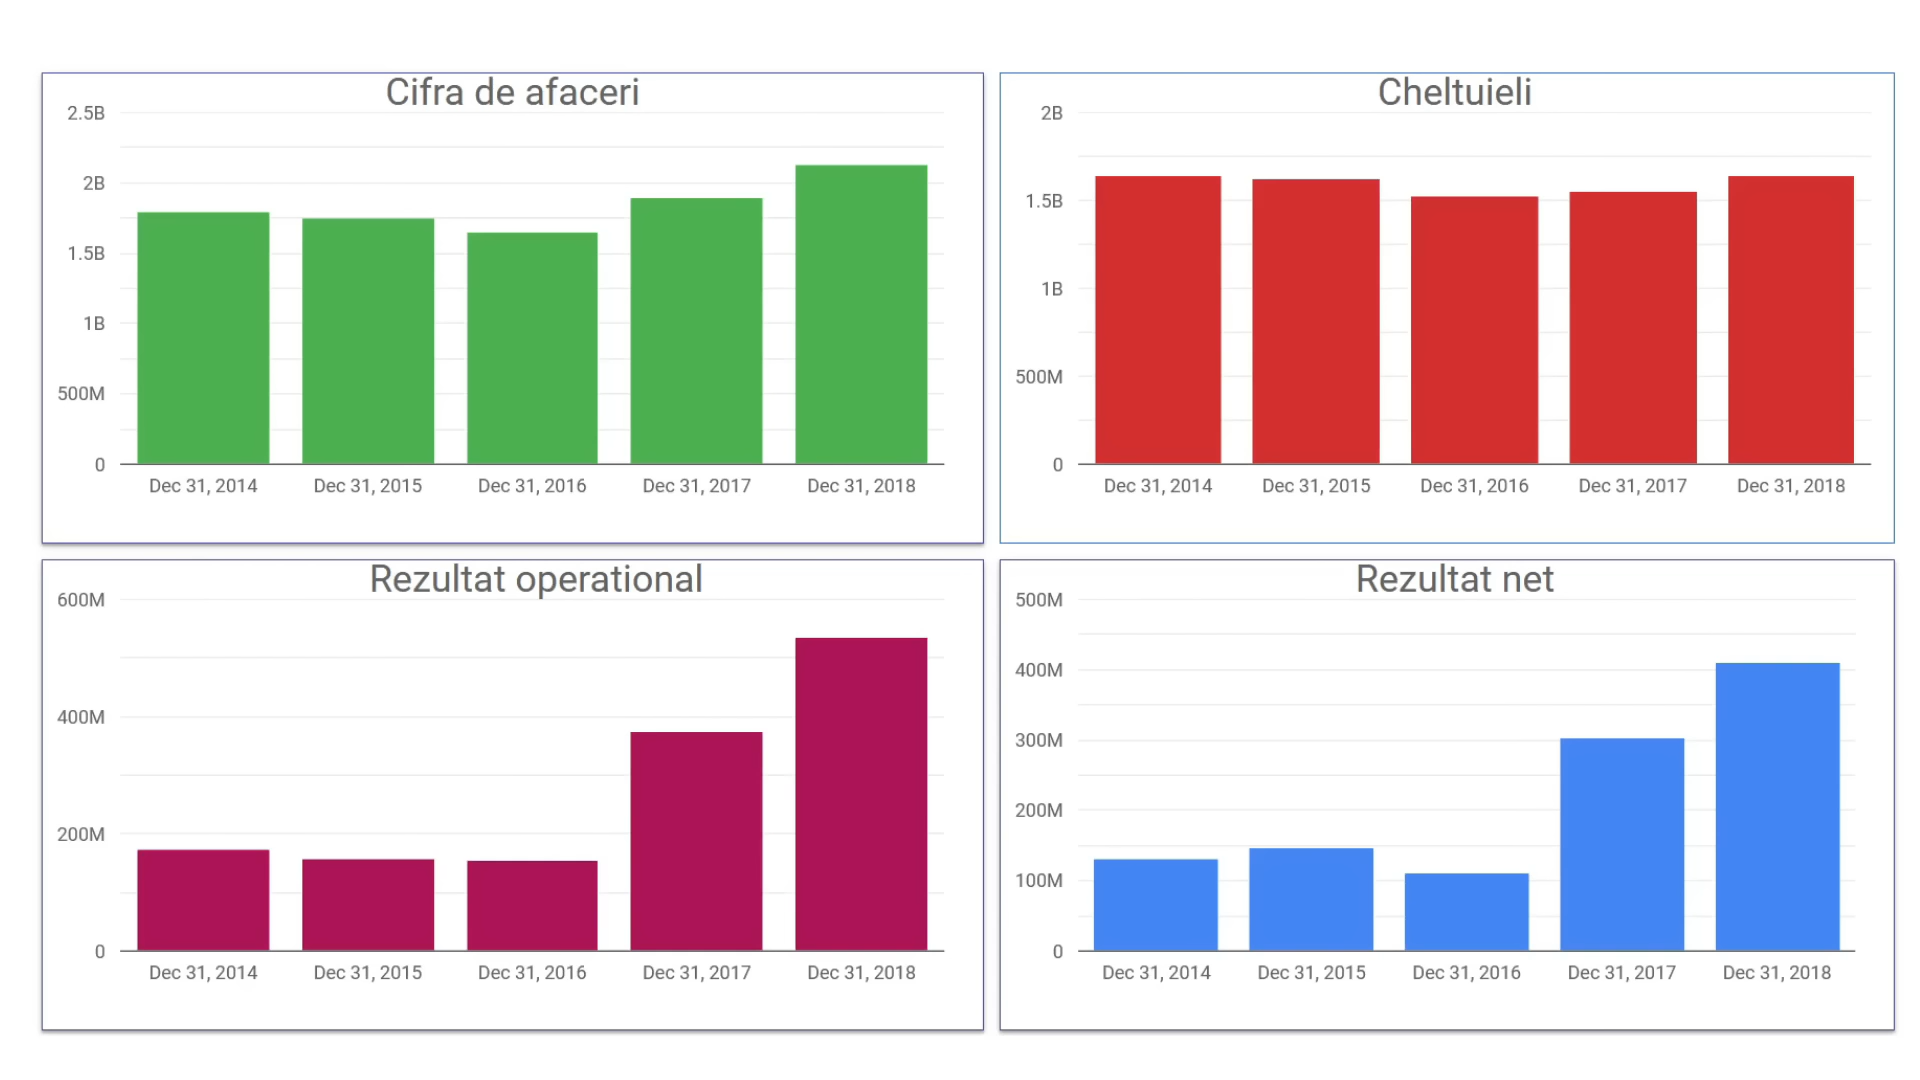 Cifra de afaceri
2.5B
2B
1.5B
1B
500M
0
Dec 31, 2014 Dec 31, 2015 Dec 31, 2016 Dec 31, 2017 Dec 31, 2018
Cheltuieli
2B
1.5B
1B
500M
0
Dec 31, 2014 Dec 31, 2015 Dec 31, 2016 Dec 31, 2017 Dec 31, 2018
Rezultat operational
600M
400M
200M
0
Dec 31, 2014 Dec 31, 2015 Dec 31, 2016 Dec 31, 2017 Dec 31, 2018
Rezultat net
500M
400M
300M
200M
100M
0
Dec 31, 2014 Dec 31, 2015 Dec 31, 2016 Dec 31, 2017 Dec 31, 2018